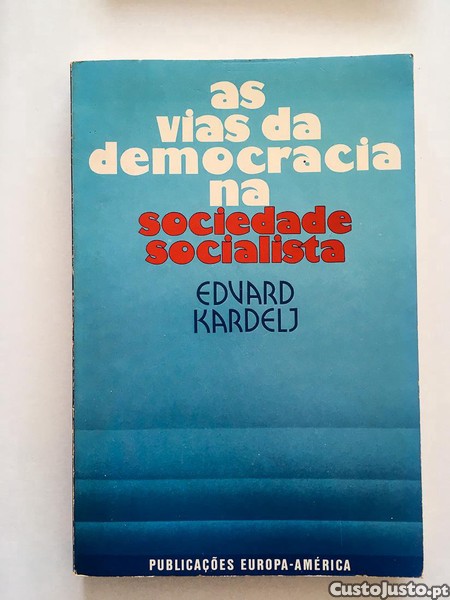 as
vias da
democracia
na
sociedade
socialista
EDVARD
KARDELJ
PUBLICAÇÕES EUROPA-AMÉRICA
CustoJusto.pt